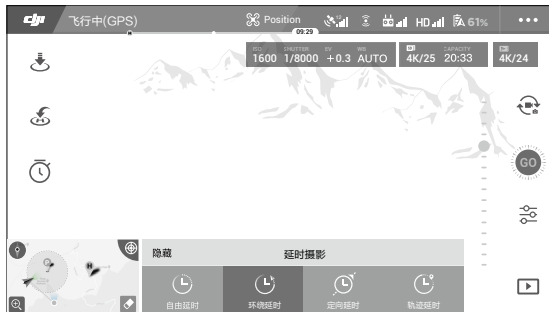 dji 飞行中(GPS) Position HD 61%
09:29
ISO SHUTTER EV WB CAPACITY
1600 1/8000 +0.3 AUTO 4K/25 20:33 4K/24
GO
隐藏 延时摄影
H
自由延时 环绕延时 定向延时 轨迹延时